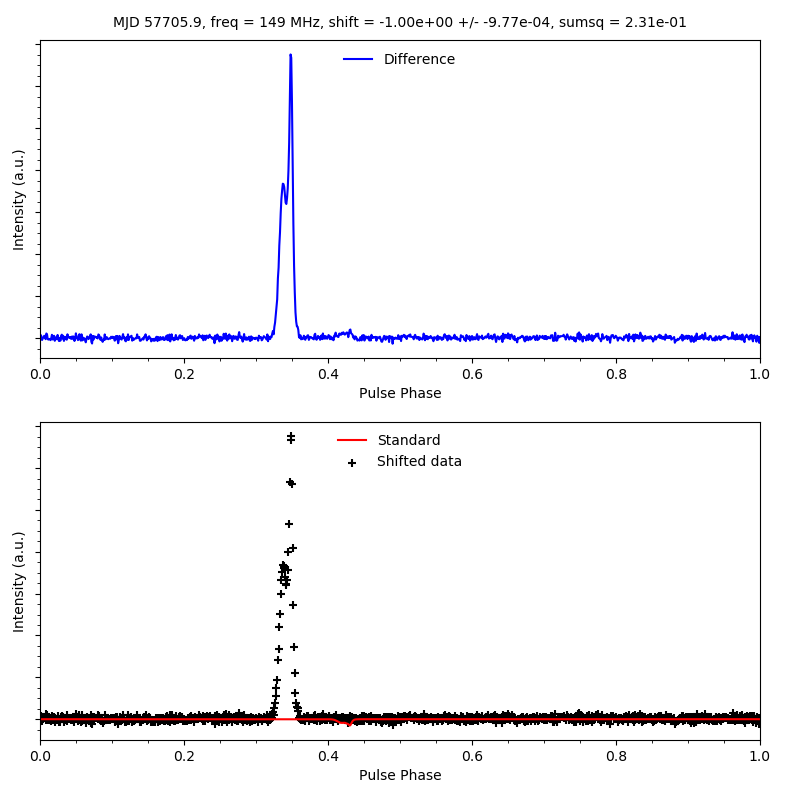 MJD 57705.9, freq = 149 MHz, shift = -1.00e+00 +/- -9.77e-04, sumsq = 2.31e-01
Difference
Intensity (a.u.)
0.0 0.2 0.4 0.6 0.8 1.0
Pulse Phase
Standard
Shifted data
Intensity (a.u.)
0.0 0.2 0.4 0.6 0.8 1.0
Pulse Phase